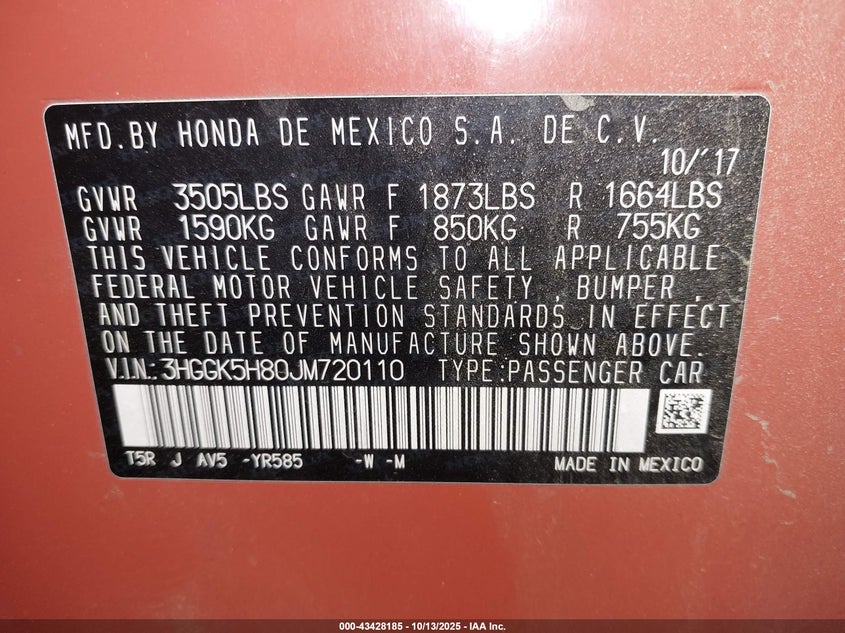 MFD.BY HONDA DE MEXICO S.A. DE C.V.
10/'17
GVWR 3505LBS GAWR F 1873LBS R 1664LBS
GVWR 1590KG GAWR F 850KG R 755KG
THIS VEHICLE CONFORMS TO ALL APPLICABLE
FEDERAL MOTOR VEHICLE SAFETY , BUMPER ,
AND THEFT PREVENTION STANDARDS IN EFFECT
ON THE DATE OF MANUFACTURE SHOWN ABOVE.
V.I.N.: 3HGGK5H80JM720110 TYPE:PASSENGER CAR
T5R J AV5 -YR585 -W -M MADE IN MEXICO
000-43428185 - 10/13/2025 - IAA Inc.